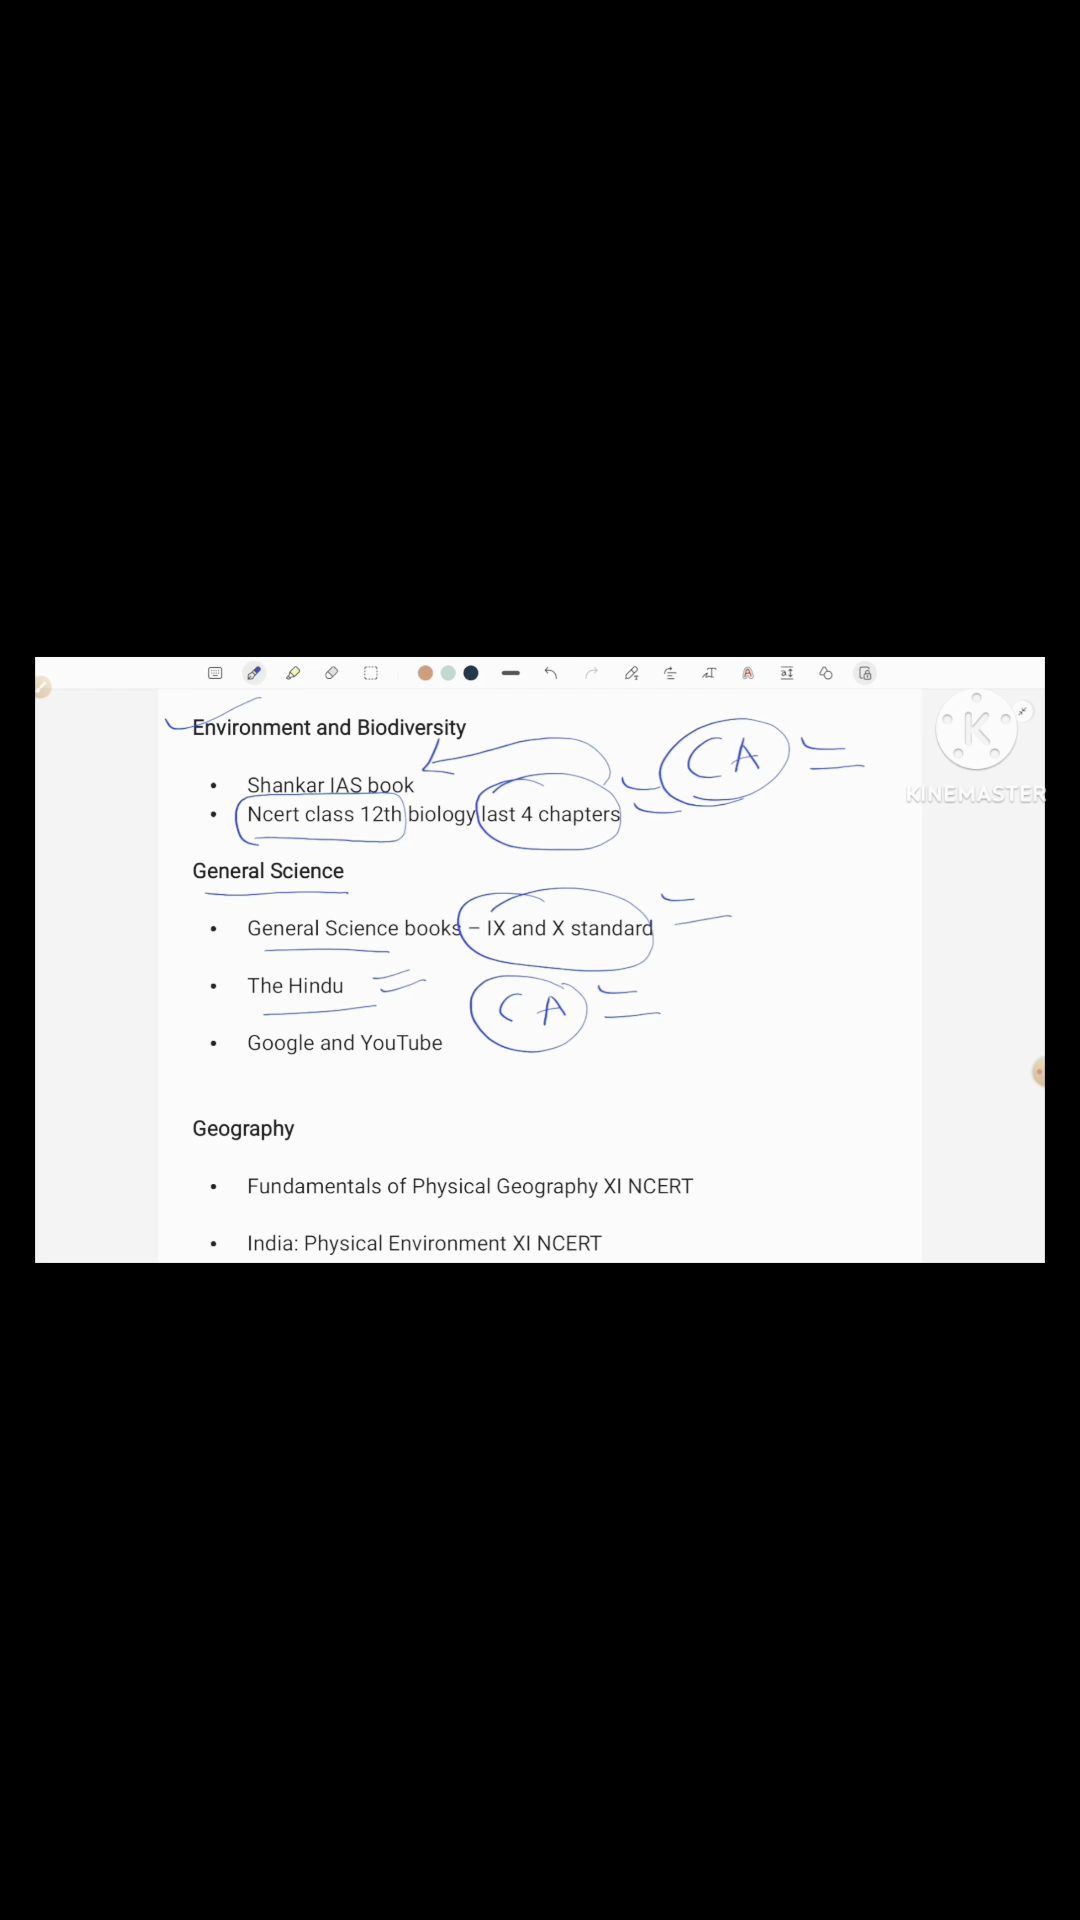 Environment and Biodiversity
CA
• Shankar IAS book
• Ncert class 12th biology last 4 chapters
General Science
• General Science books – IX and X standard
• The Hindu
CA
• Google and YouTube
Geography
• Fundamentals of Physical Geography XI NCERT
• India: Physical Environment XI NCERT
K
KINEMASTER